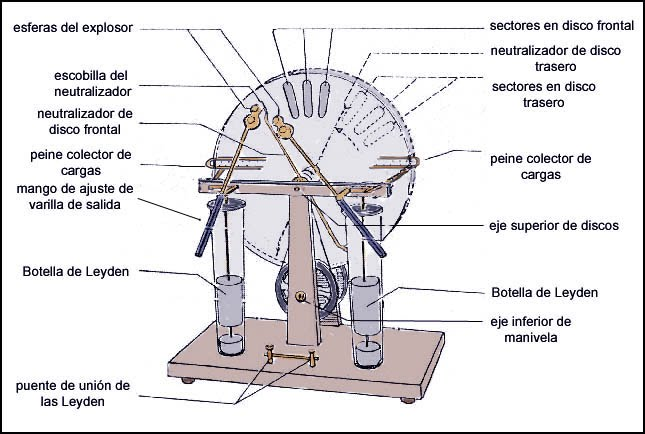 esferas del explosor
escobilla del
neutralizador
neutralizador de
disco frontal
peine colector de
cargas
mango de ajuste de
varilla de salida
Botella de Leyden
puente de unión de
las Leyden
sectores en disco frontal
neutralizador de disco
trasero
sectores en disco
trasero
peine colector de
cargas
eje superior de discos
Botella de Leyden
eje inferior de
manivela